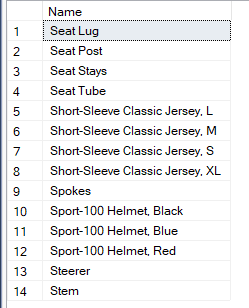 Name
1 Seat Lug
2 Seat Post
3 Seat Stays
4 Seat Tube
5 Short-Sleeve Classic Jersey, L
6 Short-Sleeve Classic Jersey, M
7 Short-Sleeve Classic Jersey, S
8 Short-Sleeve Classic Jersey, XL
9 Spokes
10 Sport-100 Helmet, Black
11 Sport-100 Helmet, Blue
12 Sport-100 Helmet, Red
13 Steerer
14 Stem